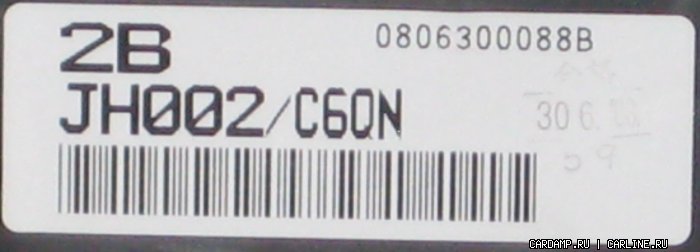 2B
0806300088B
JH002/C6QN
30 6.
CARDAMP.RU | CARLINE.RU